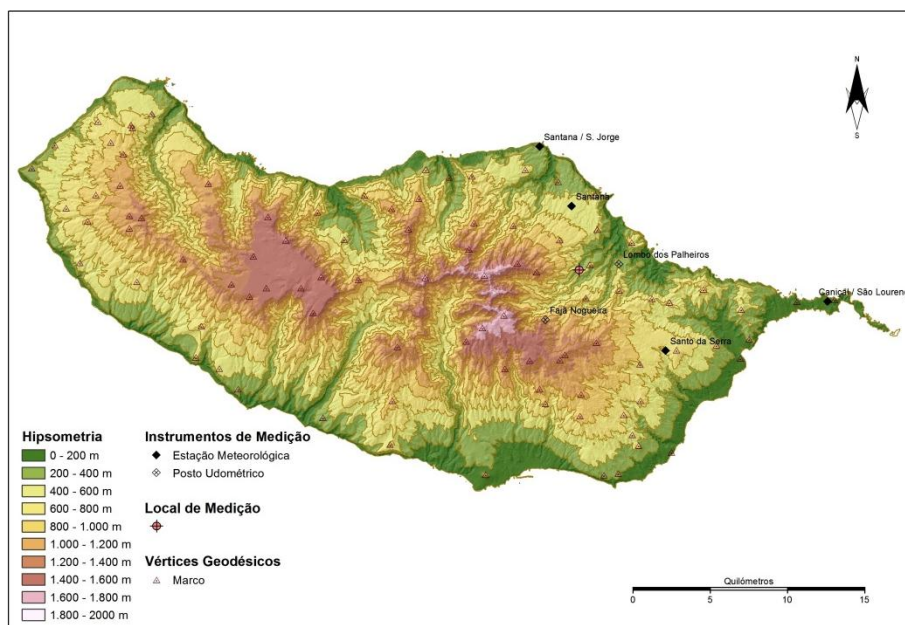 N
S
Santana / S. Jorge
Santana
Lombo dos Palheiros
Caniçal / São Lourenç
Fajã Nogueira
Santo da Serra
Hipsometria
0 - 200 m
200 - 400 m
400 - 600 m
600 - 800 m
800 - 1.000 m
1.000 - 1.200 m
1.200 - 1.400 m
1.400 - 1.600 m
1.600 - 1.800 m
1.800 - 2000 m
Instrumentos de Medição
Estação Meteorológica
Posto Udométrico
Local de Medição
Vértices Geodésicos
Marco
Quilómetros
0 5 10 15